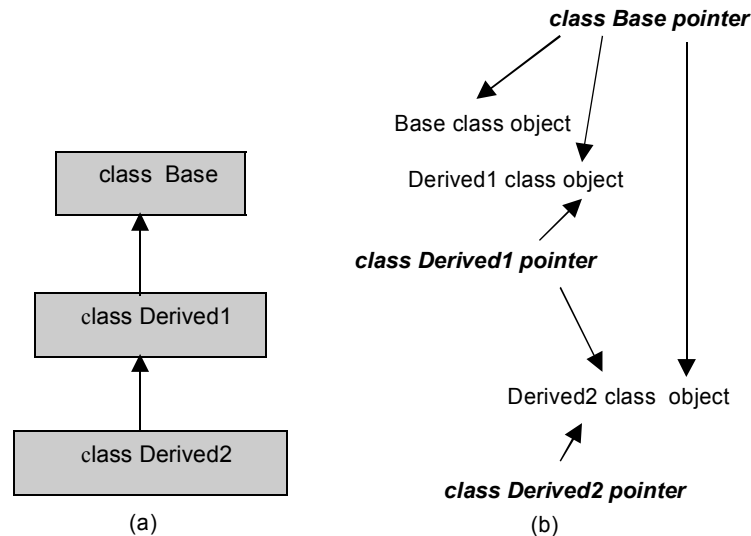 class Base
class Derived1
class Derived2
(a)
class Base pointer
Base class object
Derived1 class object
class Derived1 pointer
Derived2 class object
class Derived2 pointer
(b)